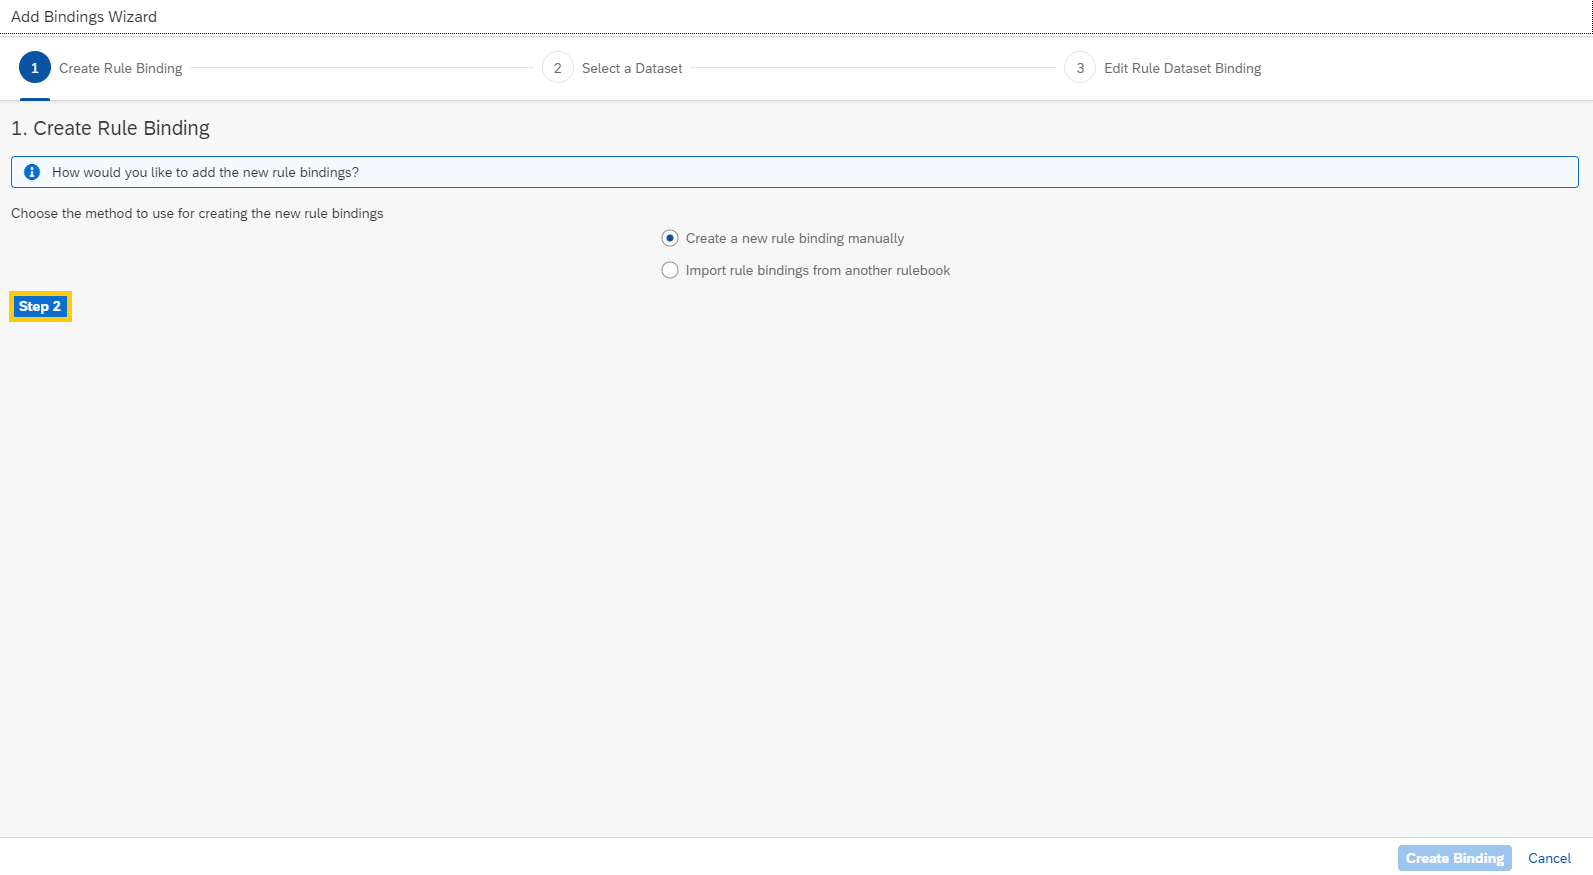 Add Bindings Wizard
1 Create Rule Binding 2 Select a Dataset 3 Edit Rule Dataset Binding
1. Create Rule Binding
How would you like to add the new rule bindings?
Choose the method to use for creating the new rule bindings
Create a new rule binding manually
Import rule bindings from another rulebook
Step 2
Create Binding Cancel